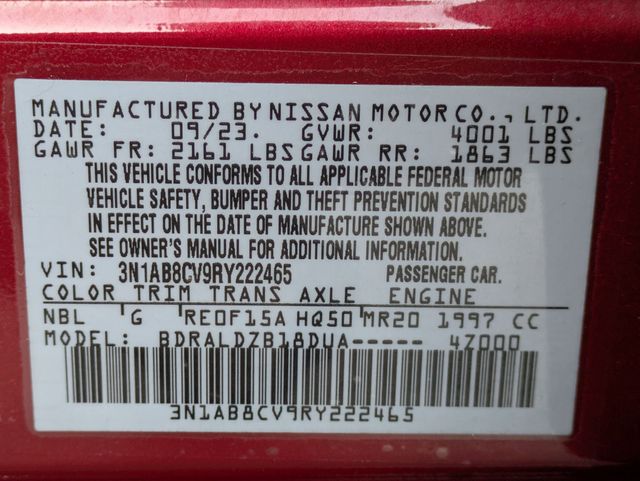 MANUFACTURED BY NISSAN MOTOR CO., LTD.
DATE: 09/23. GVWR: 4001 LBS
GAWR FR: 2161 LBS GAWR RR: 1863 LBS
THIS VEHICLE CONFORMS TO ALL APPLICABLE FEDERAL MOTOR
VEHICLE SAFETY, BUMPER AND THEFT PREVENTION STANDARDS
IN EFFECT ON THE DATE OF MANUFACTURE SHOWN ABOVE.
SEE OWNER'S MANUAL FOR ADDITIONAL INFORMATION.
VIN: 3N1AB8CV9RY222465 PASSENGER CAR.
COLOR TRIM TRANS AXLE ENGINE
NBL G RE0F15A HQ50 MR20 1997 CC
MODEL: BDRALDZB18DUA----- 4Z000
3N1AB8CV9RY222465